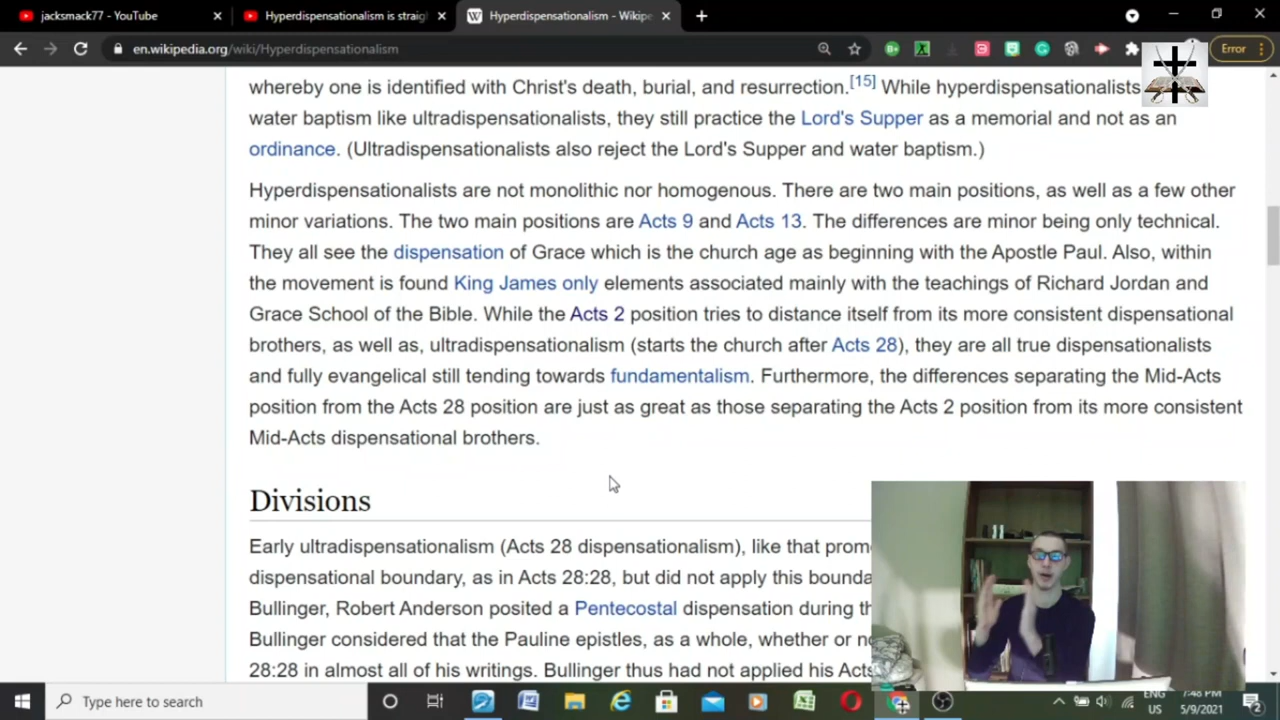 jacksmack77 - YouTube
Hyperdispensationalism is straig
Hyperdispensationalism - Wikipe
en.wikipedia.org/wiki/Hyperdispensationalism
Error
whereby one is identified with Christ's death, burial, and resurrection.[15] While hyperdispensationalists
water baptism like ultradispensationalists, they still practice the Lord's Supper as a memorial and not as an
ordinance. (Ultradispensationalists also reject the Lord's Supper and water baptism.)
Hyperdispensationalists are not monolithic nor homogenous. There are two main positions, as well as a few other
minor variations. The two main positions are Acts 9 and Acts 13. The differences are minor being only technical.
They all see the dispensation of Grace which is the church age as beginning with the Apostle Paul. Also, within
the movement is found King James only elements associated mainly with the teachings of Richard Jordan and
Grace School of the Bible. While the Acts 2 position tries to distance itself from its more consistent dispensational
brothers, as well as, ultradispensationalism (starts the church after Acts 28), they are all true dispensationalists
and fully evangelical still tending towards fundamentalism. Furthermore, the differences separating the Mid-Acts
position from the Acts 28 position are just as great as those separating the Acts 2 position from its more consistent
Mid-Acts dispensational brothers.
Divisions
Early ultradispensationalism (Acts 28 dispensationalism), like that prom
dispensational boundary, as in Acts 28:28, but did not apply this bounda
Bullinger, Robert Anderson posited a Pentecostal dispensation during th
Bullinger considered that the Pauline epistles, as a whole, whether or no
28:28 in almost all of his writings. Bullinger thus had not applied his Acts
Type here to search
ENG
US
7:48 PM
5/9/2021
2